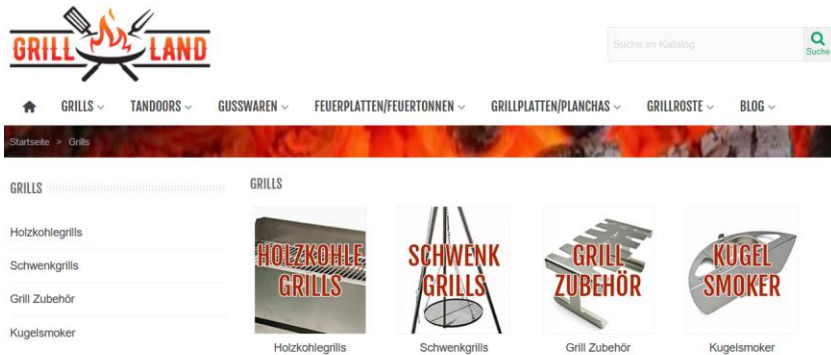 GRILL LAND
Suche im Katalog
Suche
GRILLS TANDOORS GUSSWAREN FEUERPLATTEN/FEUERTONNEN GRILLPLATTEN/PLANCHAS GRILLROSTE BLOG
Startseite > Grills
GRILLS
Holzkohlegrills
Schwenkgrills
Grill Zubehör
Kugelsmoker
GRILLS
HOLZKOHLE
GRILLS
SCHWENK
GRILLS
GRILL
ZUBEHÖR
KUGEL
SMOKER
Holzkohlegrills
Schwenkgrills
Grill Zubehör
Kugelsmoker